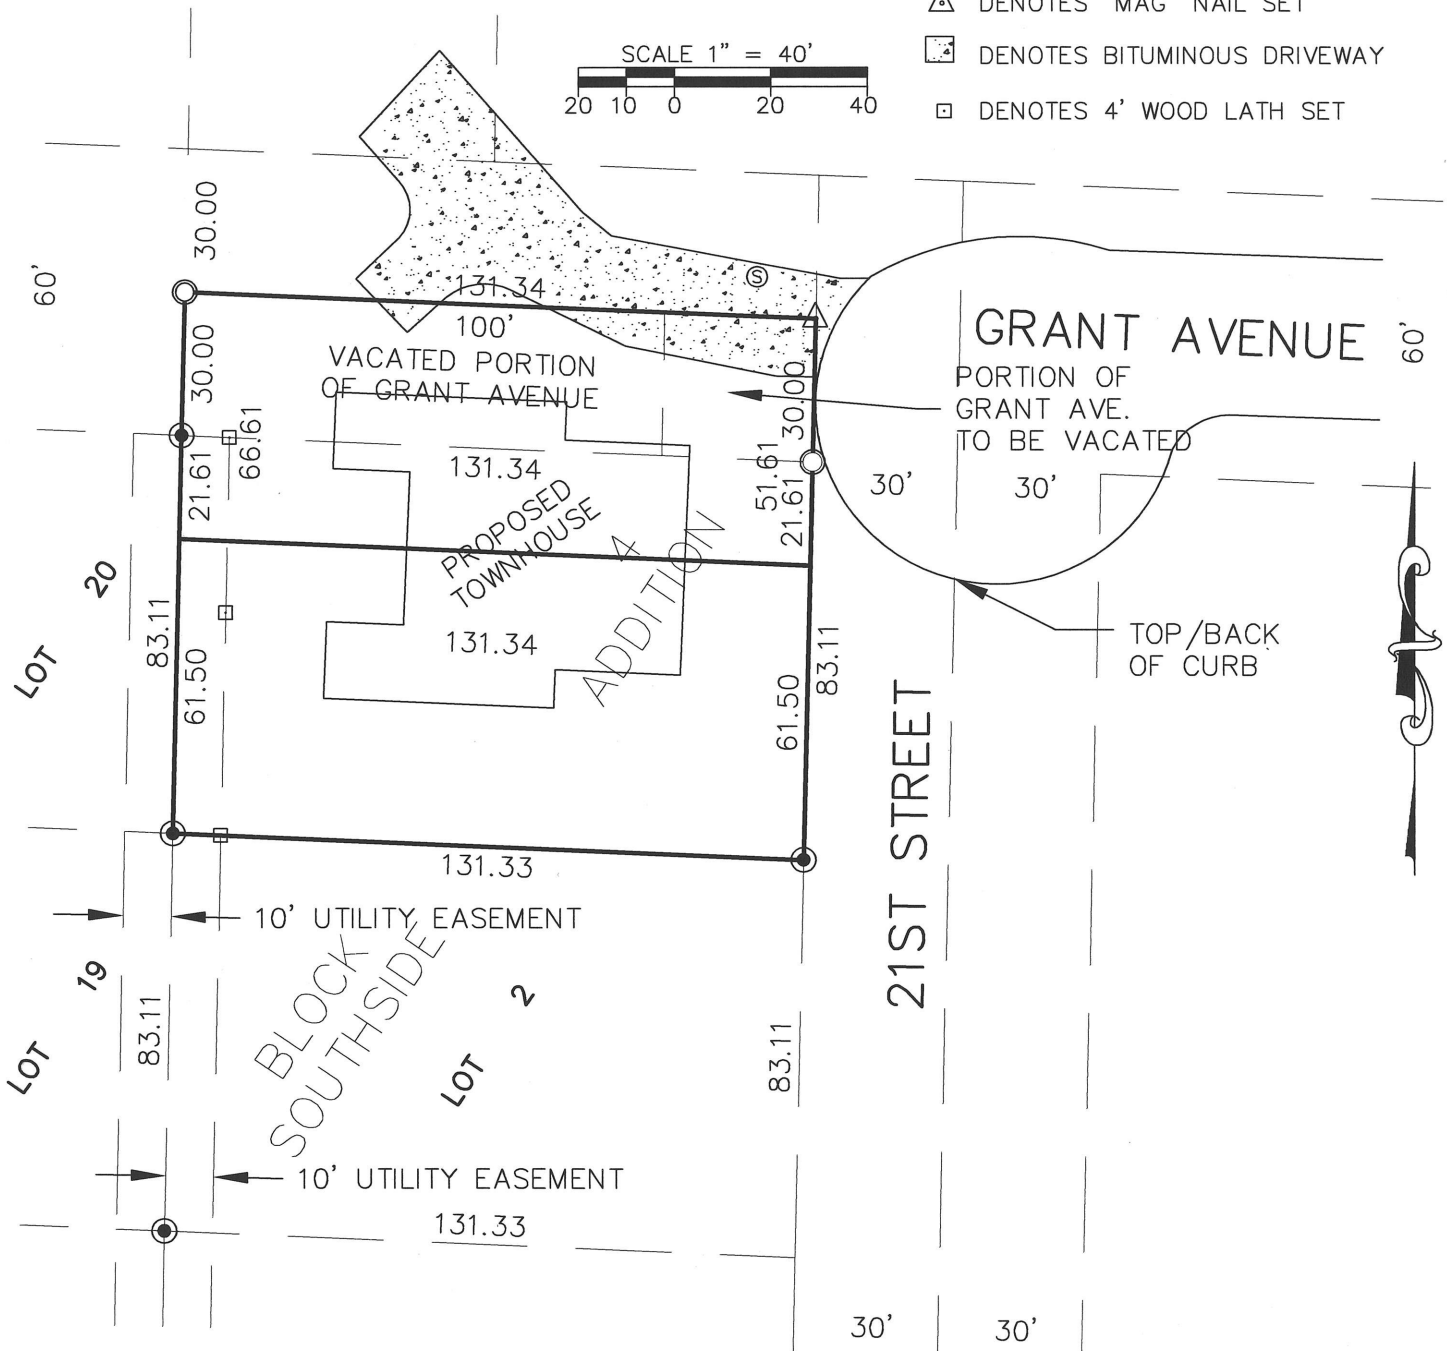 DENOTES "MAG" NAIL SET
SCALE 1" = 40'
DENOTES BITUMINOUS DRIVEWAY
20 10 0 20 40
DENOTES 4' WOOD LATH SET
30.00
60'
S
131.34
100'
GRANT AVENUE
60'
VACATED PORTION
OF GRANT AVENUE
30.00
30.00
PORTION OF
GRANT AVE.
TO BE VACATED
66.61
21.61
131.34
51.61
21.61
30'
30'
PROPOSED
TOWNHOUSE
4
ADDITION
LOT 20
83.11
61.50
131.34
61.50
83.11
TOP/BACK
OF CURB
21ST STREET
131.33
10' UTILITY EASEMENT
BLOCK 2
SOUTHSIDE
LOT 19
83.11
LOT
83.11
10' UTILITY EASEMENT
131.33
30'
30'